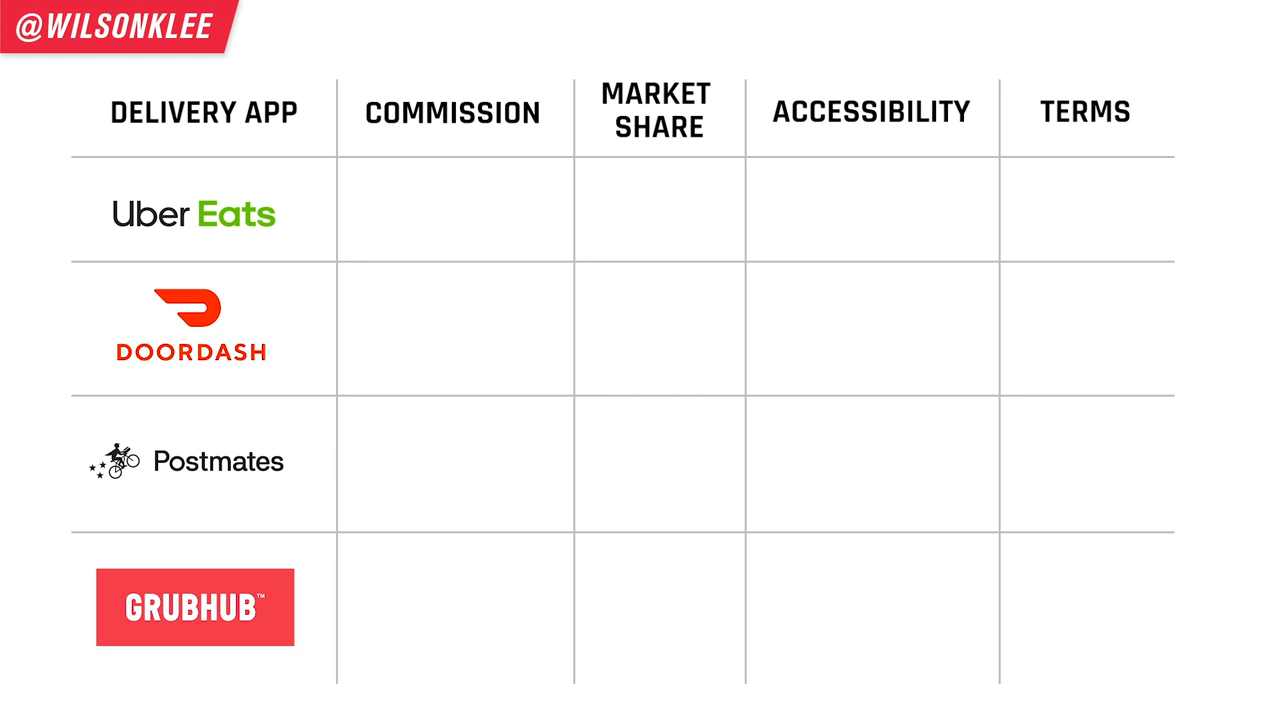 @WILSONKLEE
DELIVERY APP
COMMISSION
MARKET
SHARE
ACCESSIBILITY
TERMS
Uber Eats
DOORDASH
Postmates
GRUBHUB™